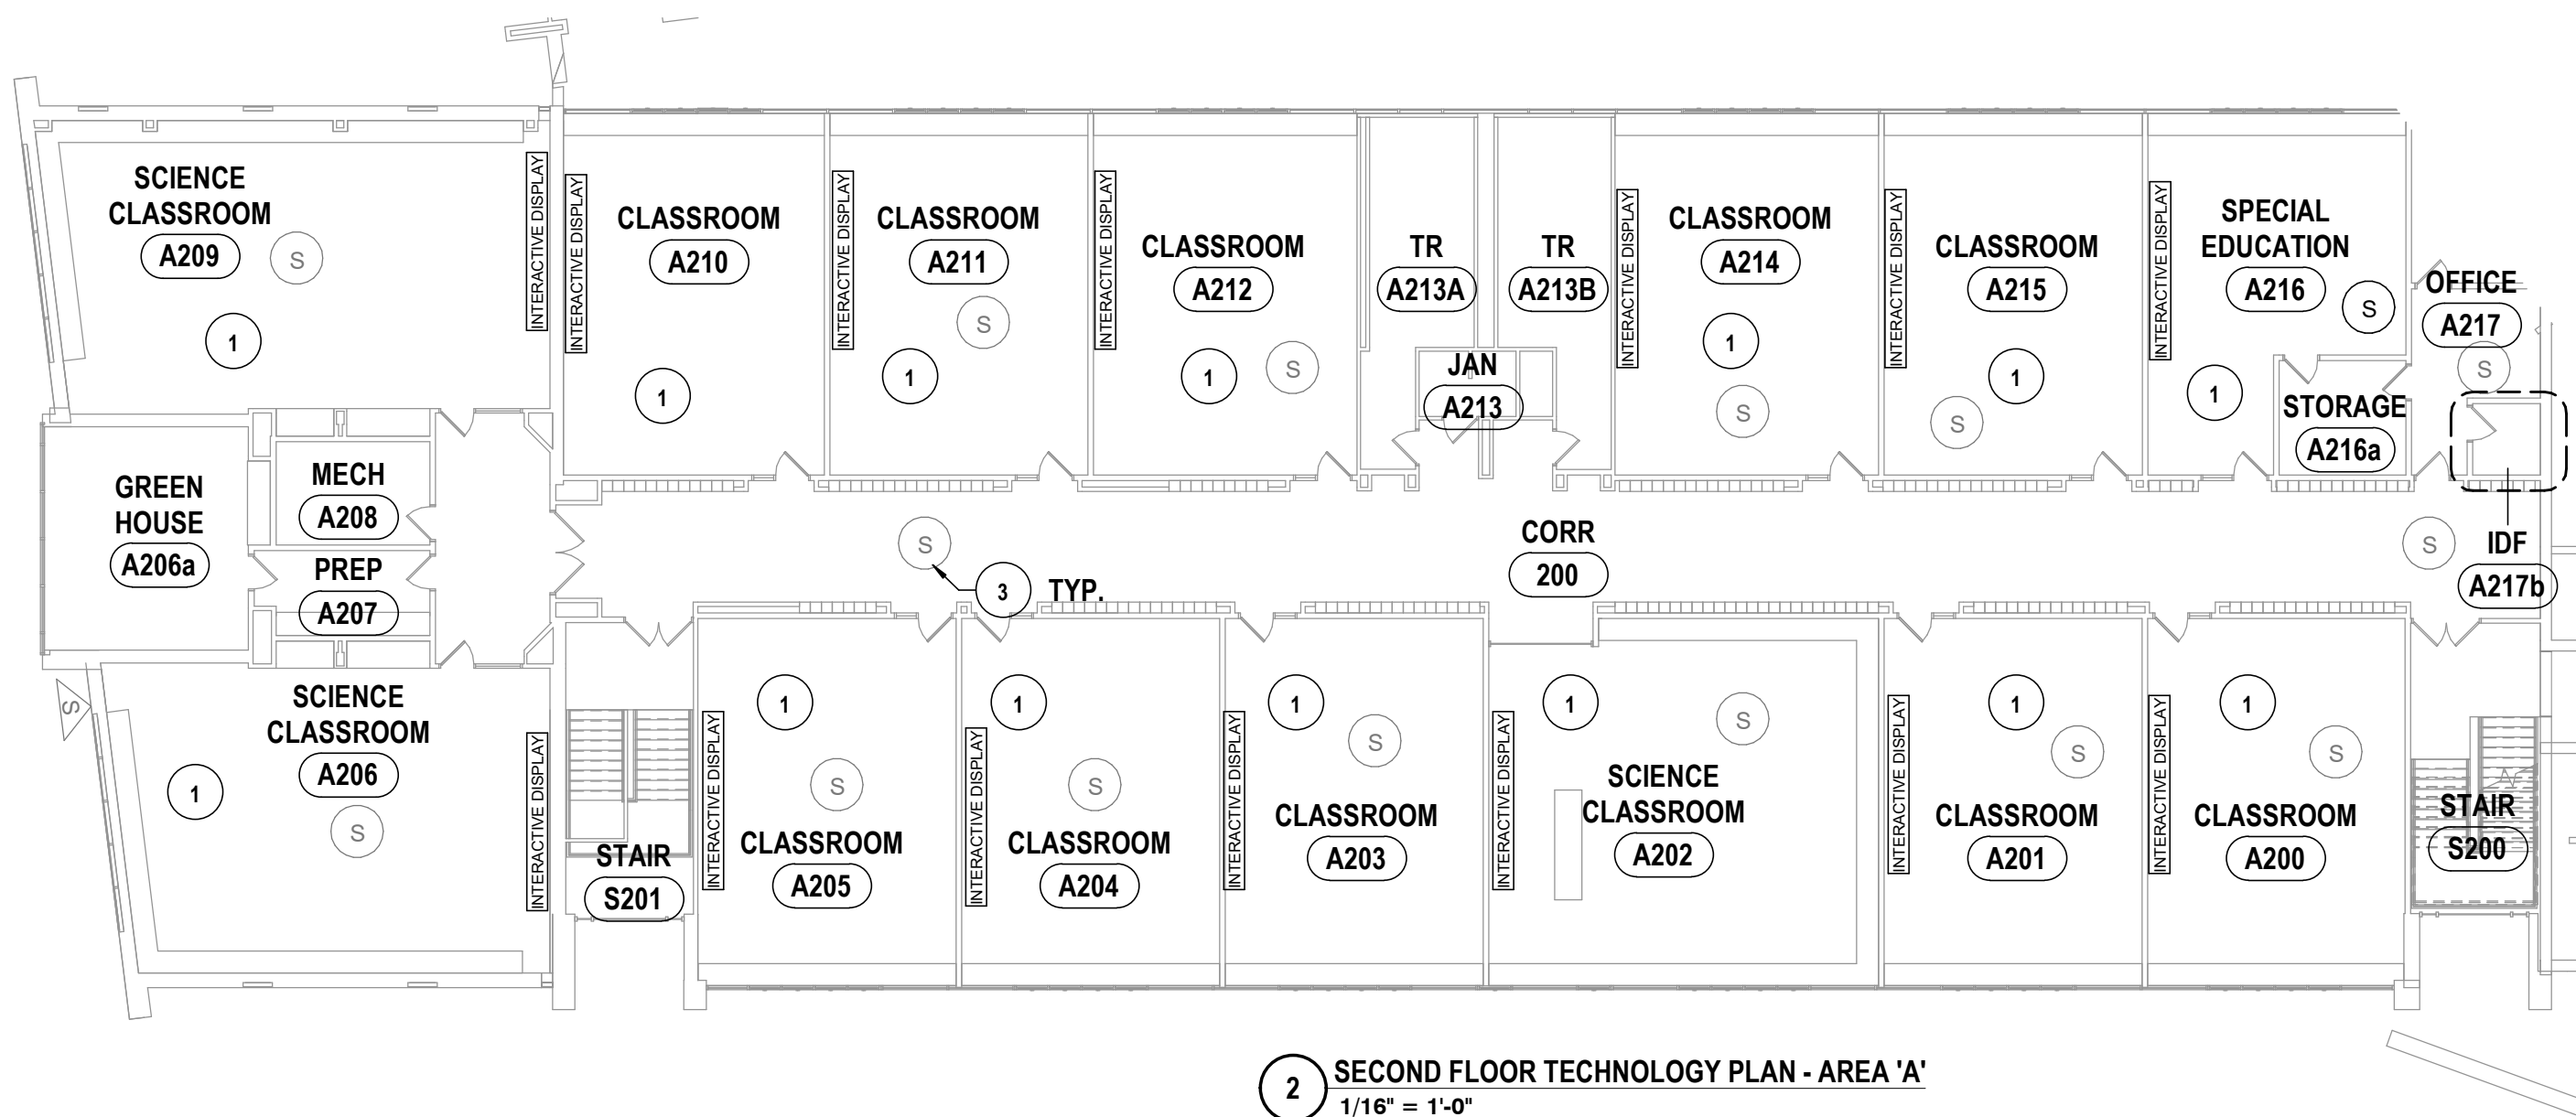 SCIENCE
CLASSROOM
A209
S
1
INTERACTIVE DISPLAY
INTERACTIVE DISPLAY
CLASSROOM
A210
1
INTERACTIVE DISPLAY
CLASSROOM
A211
S
1
INTERACTIVE DISPLAY
CLASSROOM
A212
S
1
TR
A213A
TR
A213B
JAN
A213
INTERACTIVE DISPLAY
CLASSROOM
A214
1
S
INTERACTIVE DISPLAY
CLASSROOM
A215
1
S
INTERACTIVE DISPLAY
SPECIAL
EDUCATION
A216
S
1
OFFICE
A217
S
STORAGE
A216a
GREEN
HOUSE
A206a
MECH
A208
PREP
A207
S
3 TYP.
CORR
200
S
IDF
A217b
S
SCIENCE
CLASSROOM
A206
1
S
INTERACTIVE DISPLAY
STAIR
S201
INTERACTIVE DISPLAY
1
S
CLASSROOM
A205
INTERACTIVE DISPLAY
1
S
CLASSROOM
A204
INTERACTIVE DISPLAY
1
S
CLASSROOM
A203
INTERACTIVE DISPLAY
1
S
SCIENCE
CLASSROOM
A202
INTERACTIVE DISPLAY
1
S
CLASSROOM
A201
INTERACTIVE DISPLAY
1
S
CLASSROOM
A200
STAIR
S200
2 SECOND FLOOR TECHNOLOGY PLAN - AREA 'A'
1/16" = 1'-0"